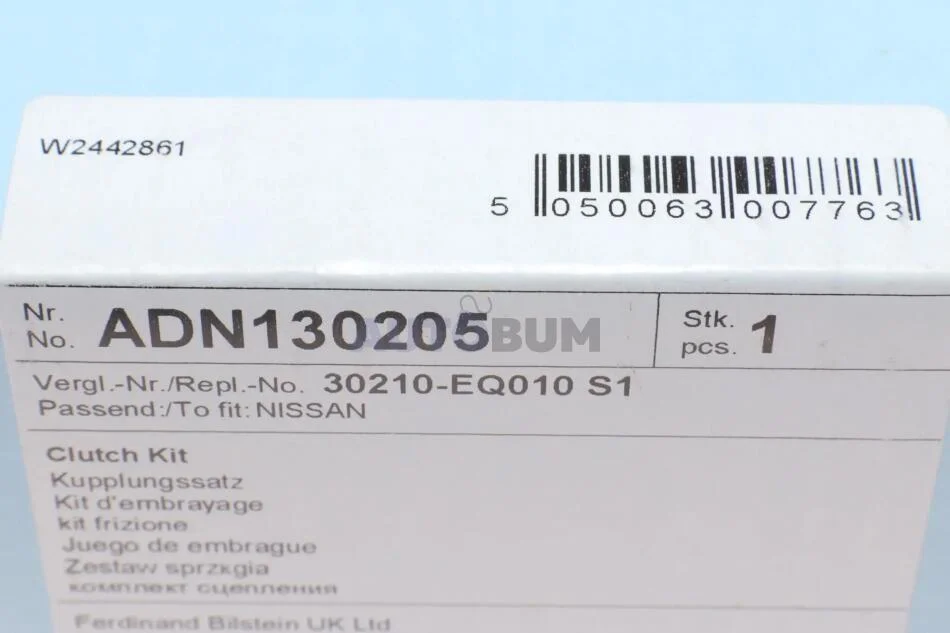 W2442861
5 050063 007763
Nr.
No. ADN130205
Stk.
pcs. 1
AUTOBUM
Vergl.-Nr./Repl.-No. 30210-EQ010 S1
Passend:/To fit: NISSAN
Clutch Kit
Kupplungssatz
Kit d'embrayage
kit frizione
Juego de embrague
Zestaw sprzkgia
комплект сцепления
Ferdinand Bilstein UK Ltd